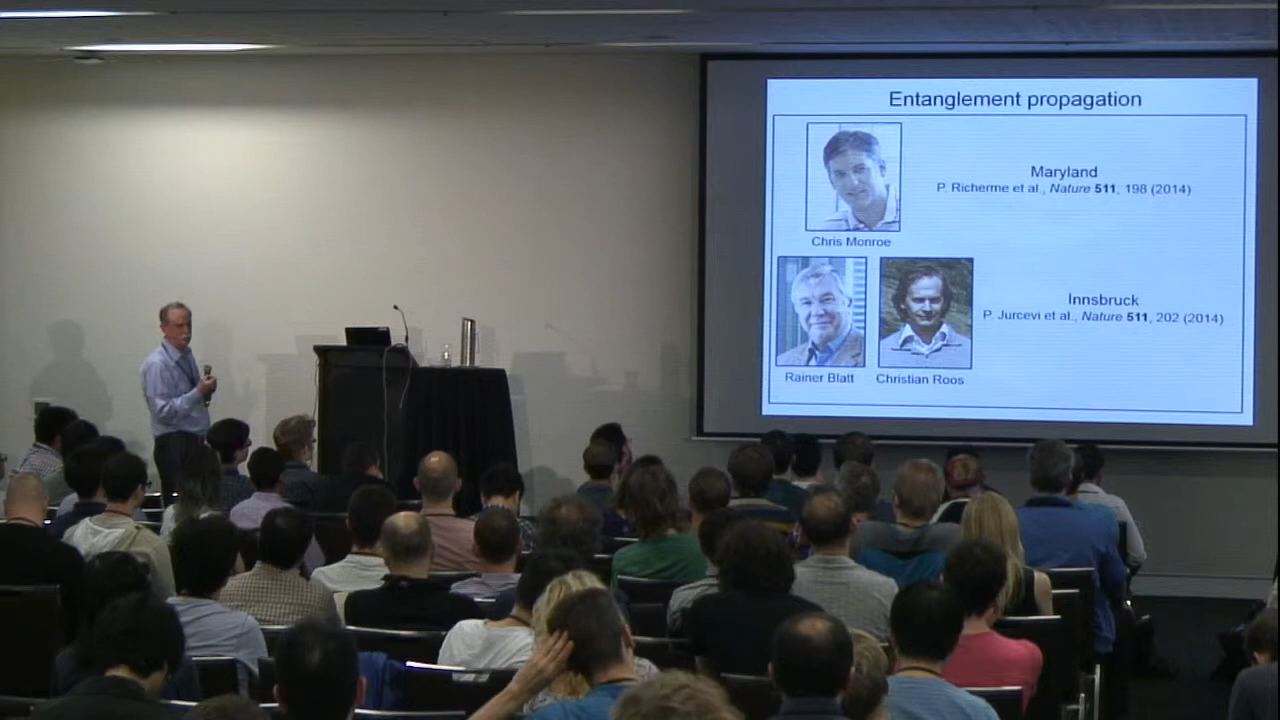 Entanglement propagation
Maryland
P. Richerme et al., Nature 511, 198 (2014)
Chris Monroe
Innsbruck
P. Jurcevi et al., Nature 511, 202 (2014)
Rainer Blatt
Christian Roos